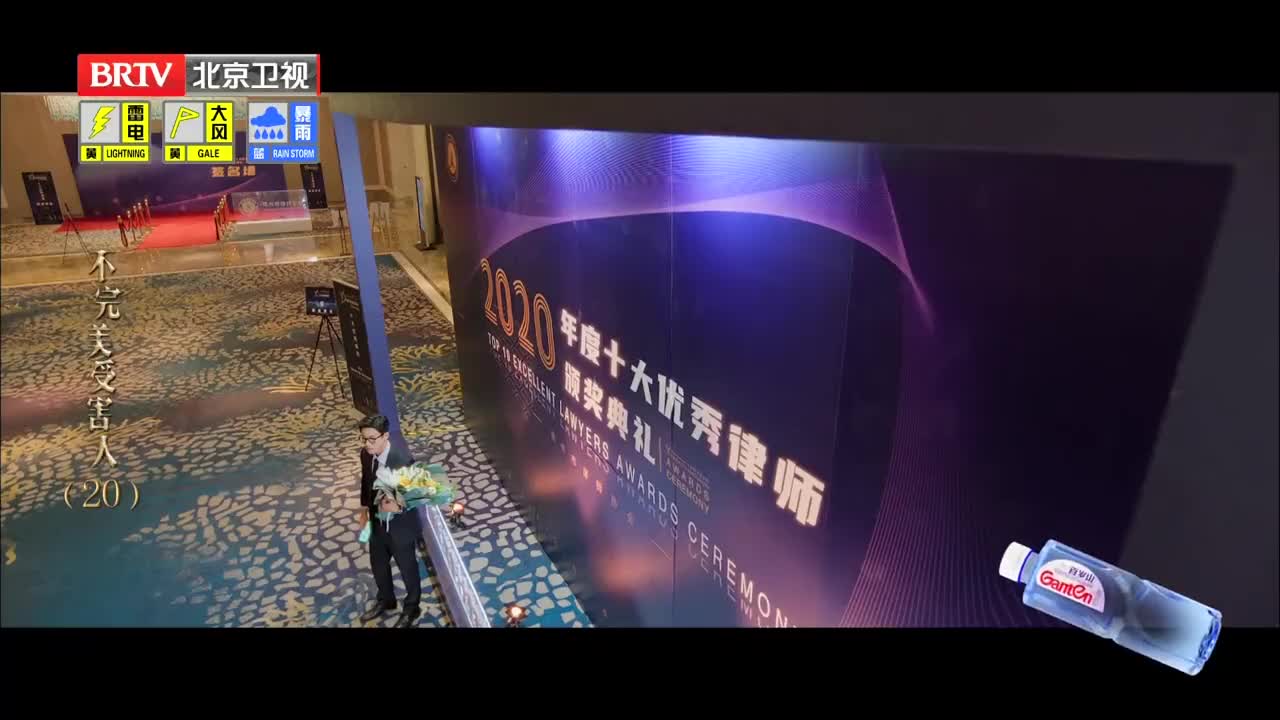 BRTV 北京卫视
雷电
黄 LIGHTNING
大风
黄 GALE
暴雨
蓝 RAIN STORM
签名墙
不完美受害人
(20)
2020 年度十大优秀律师
颁奖典礼
AWARDS
CEREMONY
TOP 10 EXCELLENT LAWYERS AWARDS CEREMONY
百岁山
Ganten